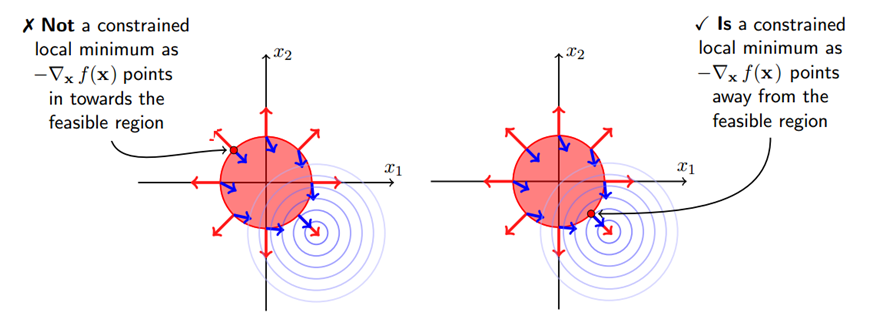 ✗ Not a constrained
local minimum as
−∇ₓ f(x) points
in towards the
feasible region
x₂
x₁
x₂
x₁
✓ Is a constrained
local minimum as
−∇ₓ f(x) points
away from the
feasible region